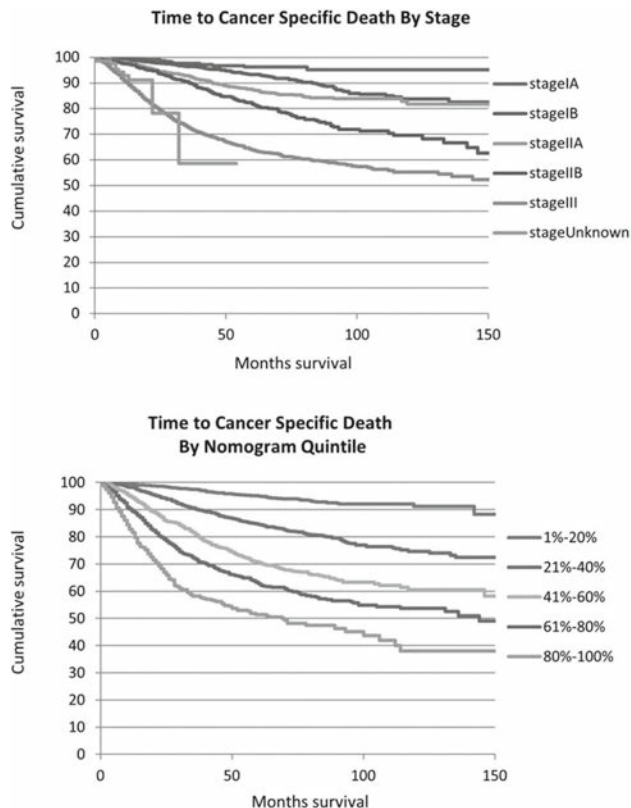 Time to Cancer Specific Death By Stage
100
90
80
70
60
50
40
30
20
10
0
Cumulative survival
0 50 100 150
Months survival
stageIA
stageIB
stageIIA
stageIIB
stageIII
stageUnknown
Time to Cancer Specific Death
By Nomogram Quintile
100
90
80
70
60
50
40
30
20
10
0
Cumulative survival
0 50 100 150
Months survival
1%-20%
21%-40%
41%-60%
61%-80%
80%-100%